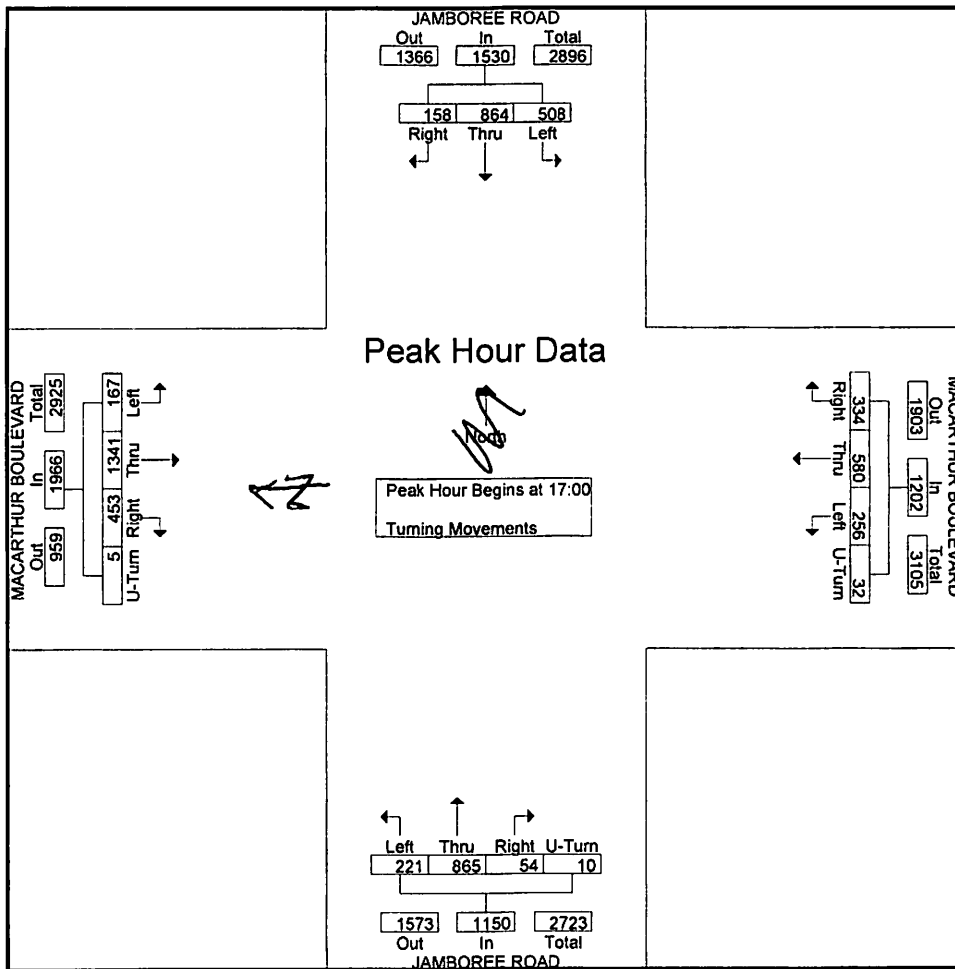 JAMBOREE ROAD
Out In Total
1366 1530 2896
158 864 508
Right Thru Left
Peak Hour Data
North
Peak Hour Begins at 17:00
Turning Movements
MACARTHUR BOULEVARD
Total In Out
2925 1966 959
167 1341 453 5
Left Thru Right U-Turn
MACARTHUR BOULEVARD
Out In Total
1903 1202 3105
334 580 256 32
Right Thru Left U-Turn
Left Thru Right U-Turn
221 865 54 10
1573 1150 2723
Out In Total
JAMBOREE ROAD